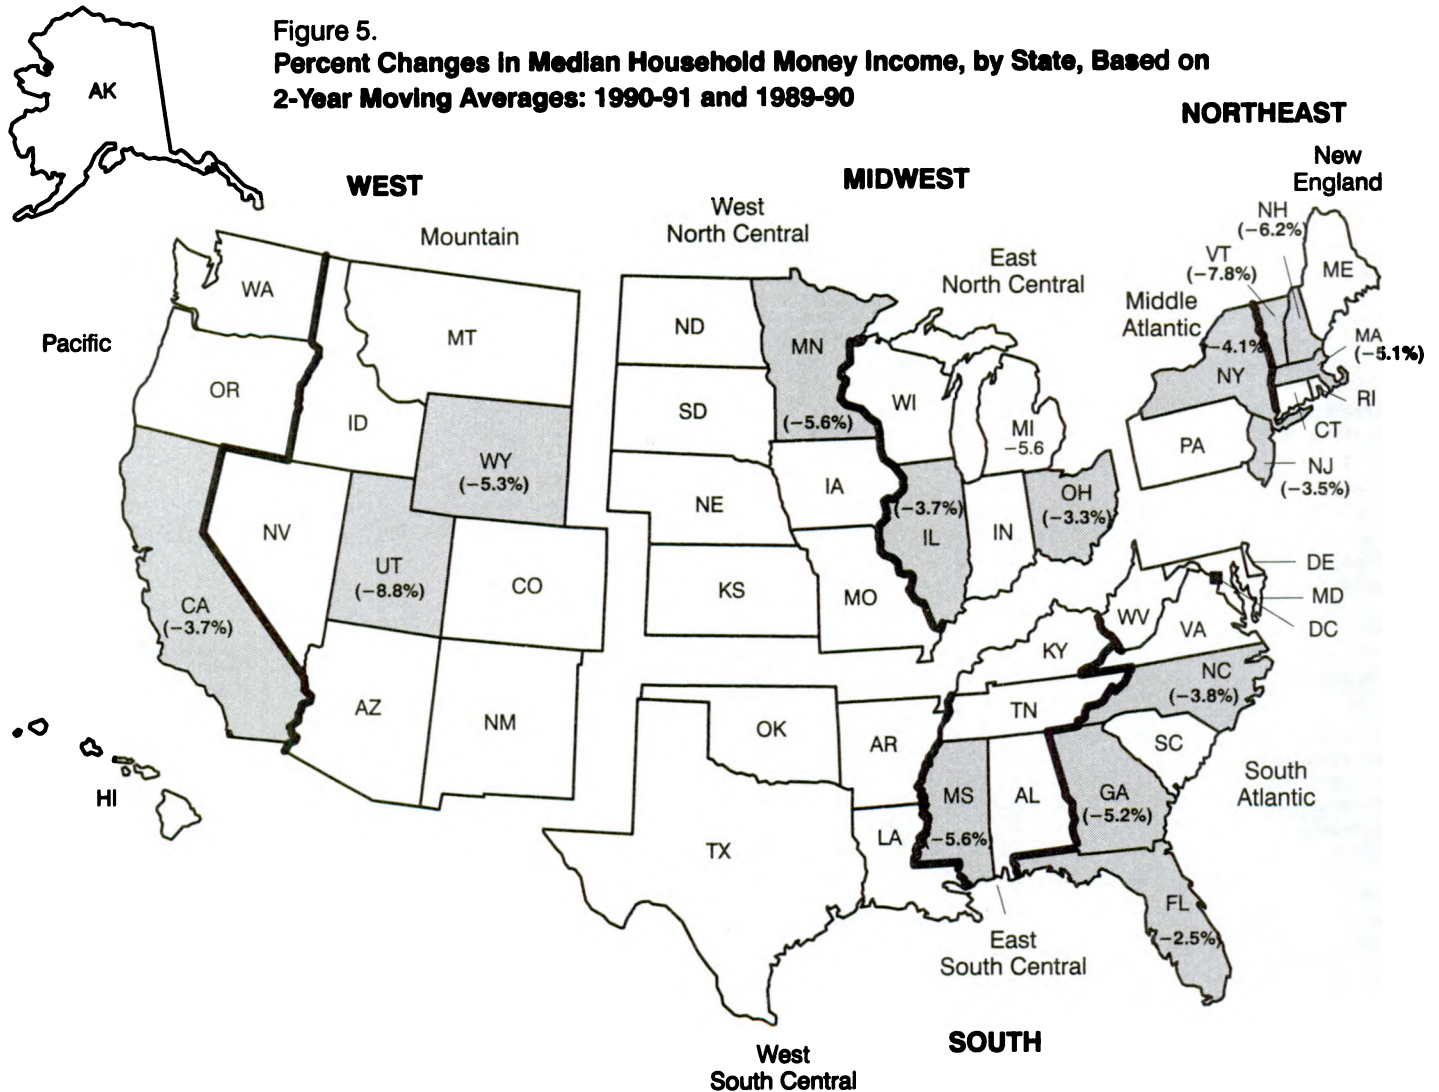 Figure 5.
Percent Changes in Median Household Money Income, by State, Based on
2-Year Moving Averages: 1990-91 and 1989-90
AK
NORTHEAST
New
England
WEST
MIDWEST
Mountain
West
North Central
East
North Central
Middle
Atlantic
Pacific
NH
(−6.2%)
VT
(−7.8%)
ME
MA
(−5.1%)
RI
CT
NJ
(−3.5%)
−4.1%
NY
PA
WA
OR
MT
ID
WY
(−5.3%)
ND
SD
MN
(−5.6%)
WI
MI
−5.6
NE
IA
(−3.7%)
IL
IN
OH
(−3.3%)
NV
UT
(−8.8%)
CO
KS
MO
CA
(−3.7%)
DE
MD
DC
WV
VA
KY
NC
(−3.8%)
TN
AZ
NM
OK
AR
SC
HI
MS
(−5.6%)
AL
GA
(−5.2%)
South
Atlantic
TX
LA
FL
(−2.5%)
East
South Central
SOUTH
West
South Central